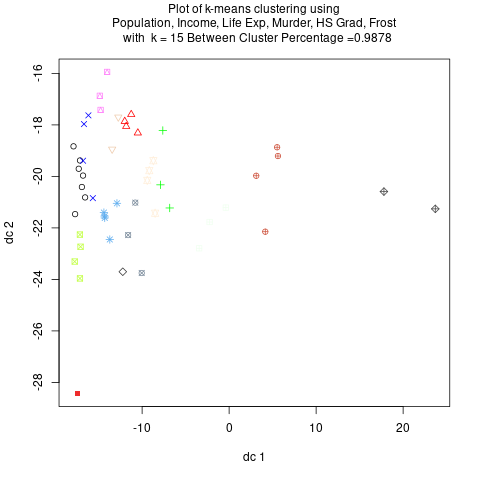 Plot of k-means clustering using
Population, Income, Life Exp, Murder, HS Grad, Frost
with k = 15 Between Cluster Percentage =0.9878
-16
-18
-20
-22
-24
-26
-28
dc 2
-10 0 10 20
dc 1